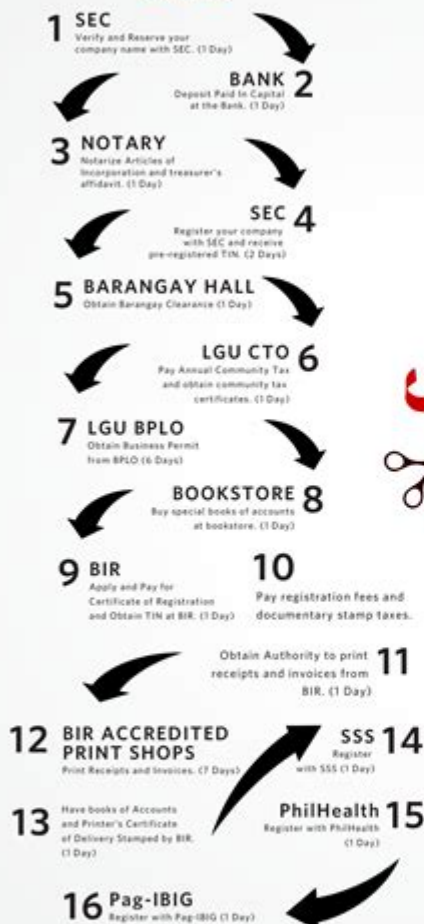 1 SEC
Verify and Reserve your
company name with SEC. (1 Day)
BANK 2
Deposit Paid In Capital
at the Bank. (1 Day)
3 NOTARY
Notarize Articles of
Incorporation and treasurer's
affidavit. (1 Day)
SEC 4
Register your company
with SEC and receive
pre-registered TIN. (2 Days)
5 BARANGAY HALL
Obtain Barangay Clearance (1 Day)
LGU CTO 6
Pay Annual Community Tax
and obtain community tax
certificates. (1 Day)
7 LGU BPLO
Obtain Business Permit
from BPLO (6 Days)
BOOKSTORE 8
Buy special books of accounts
at bookstore. (1 Day)
9 BIR
Apply and Pay for
Certificate of Registration
and Obtain TIN at BIR. (1 Day)
10
Pay registration fees and
documentary stamp taxes.
Obtain Authority to print 11
receipts and invoices from
BIR. (1 Day)
12 BIR ACCREDITED
PRINT SHOPS
Print Receipts and Invoices. (7 Days)
13 Have books of Accounts
and Printer's Certificate
of Delivery Stamped by BIR.
(1 Day)
SSS 14
Register
with SSS (1 Day)
PhilHealth 15
Register with PhilHealth
(1 Day)
16 Pag-IBIG
Register with Pag-IBIG (1 Day)